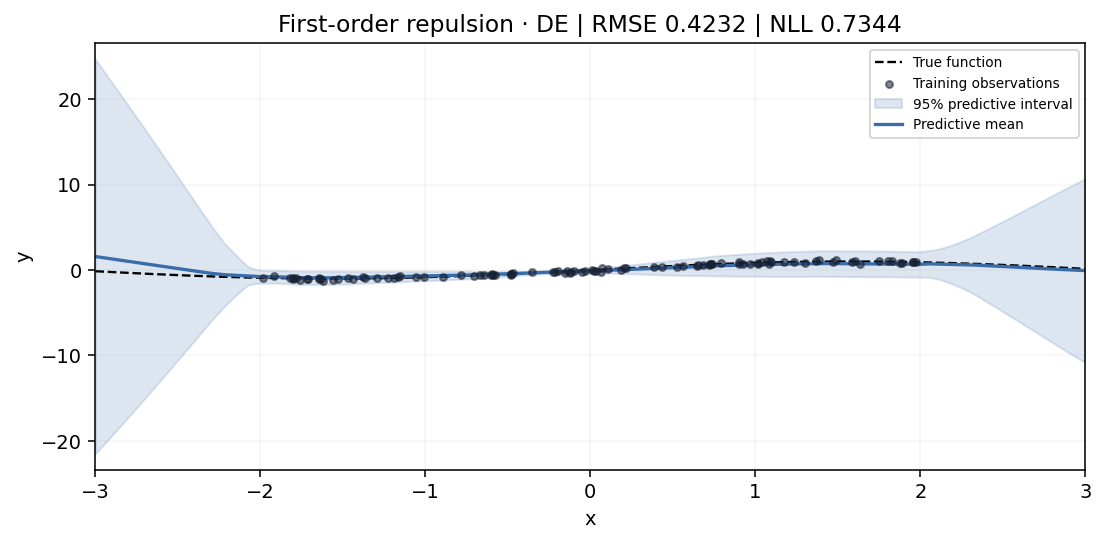 First-order repulsion · DE | RMSE 0.4232 | NLL 0.7344
True function
Training observations
95% predictive interval
Predictive mean
y
20
10
0
−10
−20
−3 −2 −1 0 1 2 3
x